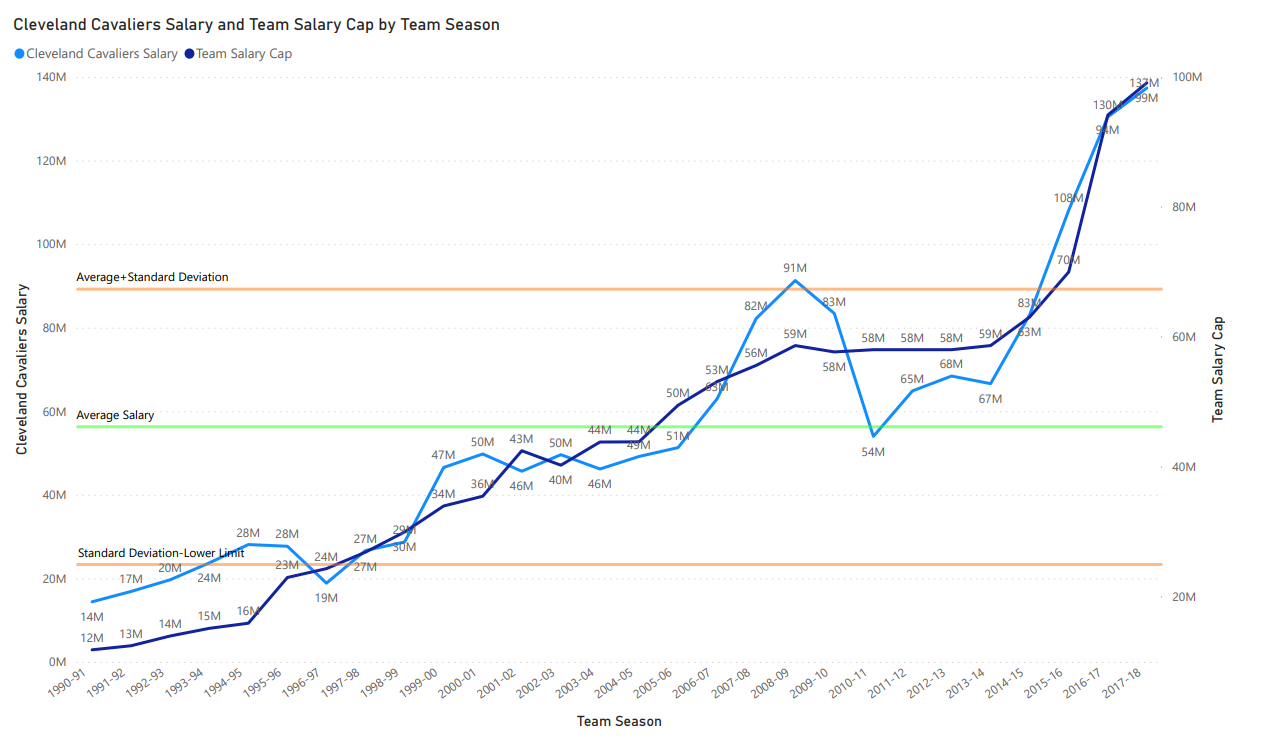 Cleveland Cavaliers Salary and Team Salary Cap by Team Season
Cleveland Cavaliers Salary Team Salary Cap
140M
120M
100M
80M
60M
40M
20M
0M
Cleveland Cavaliers Salary
Average+Standard Deviation
Average Salary
Standard Deviation-Lower Limit
14M
17M
20M
24M
28M
28M
19M
27M
29M
47M
50M
46M
50M
46M
49M
51M
63M
82M
91M
83M
54M
65M
68M
67M
83M
108M
130M
137M
12M
13M
14M
15M
16M
23M
24M
27M
30M
34M
36M
43M
40M
44M
44M
50M
53M
56M
59M
58M
58M
58M
58M
59M
63M
70M
94M
99M
100M
80M
60M
40M
20M
Team Salary Cap
1990-91
1991-92
1992-93
1993-94
1994-95
1995-96
1996-97
1997-98
1998-99
1999-00
2000-01
2001-02
2002-03
2003-04
2004-05
2005-06
2006-07
2007-08
2008-09
2009-10
2010-11
2011-12
2012-13
2013-14
2014-15
2015-16
2016-17
2017-18
Team Season